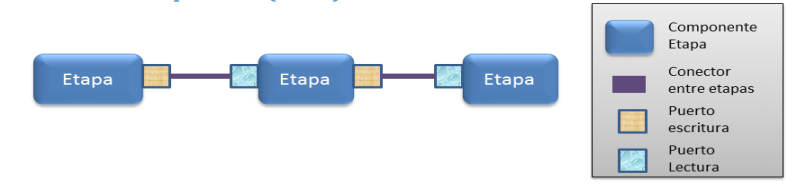 Etapa
Etapa
Etapa
Componente
Etapa
Conector
entre etapas
Puerto
escritura
Puerto
Lectura